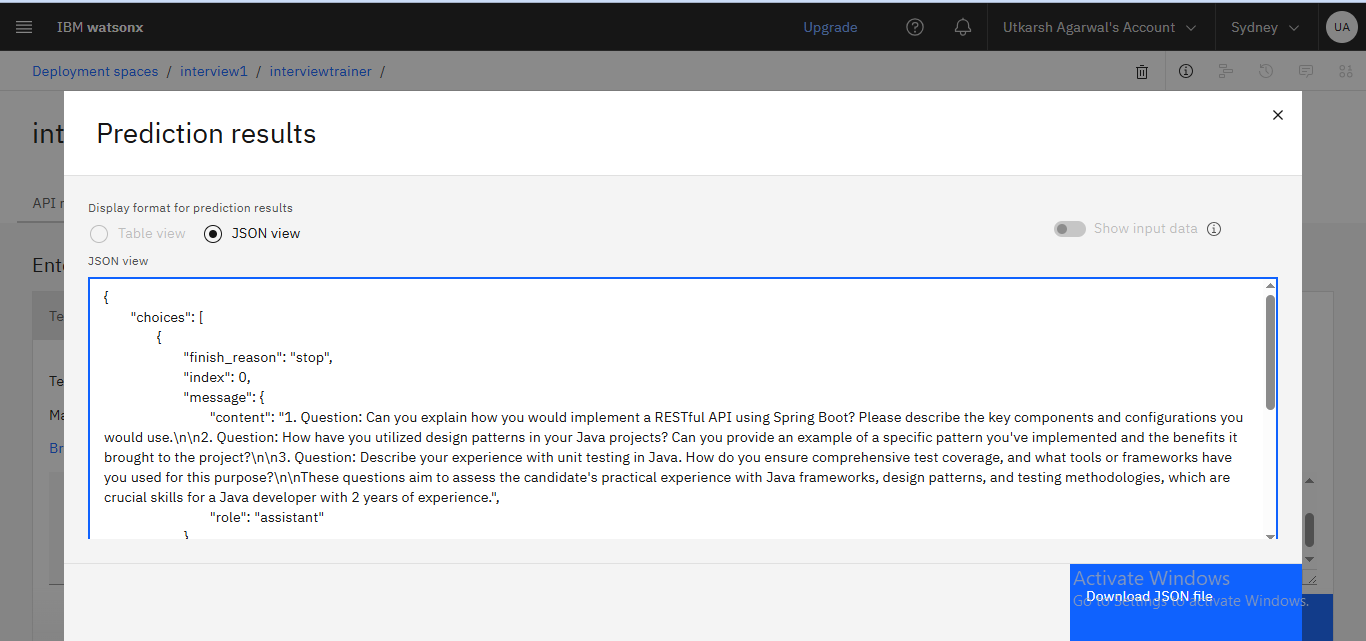 IBM watsonx
Upgrade
Utkarsh Agarwal's Account
Sydney
UA
Deployment spaces / interview1 / interviewtrainer /
int
Prediction results
API r
Display format for prediction results
Table view
JSON view
Show input data
Ente
JSON view
{
"choices": [
{
"finish_reason": "stop",
"index": 0,
"message": {
"content": "1. Question: Can you explain how you would implement a RESTful API using Spring Boot? Please describe the key components and configurations you
would use.\n\n2. Question: How have you utilized design patterns in your Java projects? Can you provide an example of a specific pattern you've implemented and the benefits it
brought to the project?\n\n3. Question: Describe your experience with unit testing in Java. How do you ensure comprehensive test coverage, and what tools or frameworks have
you used for this purpose?\n\nThese questions aim to assess the candidate's practical experience with Java frameworks, design patterns, and testing methodologies, which are
crucial skills for a Java developer with 2 years of experience.",
"role": "assistant"
}
Te
Te
Ma
Br
Activate Windows
Download JSON file
Go to Settings to activate Windows.